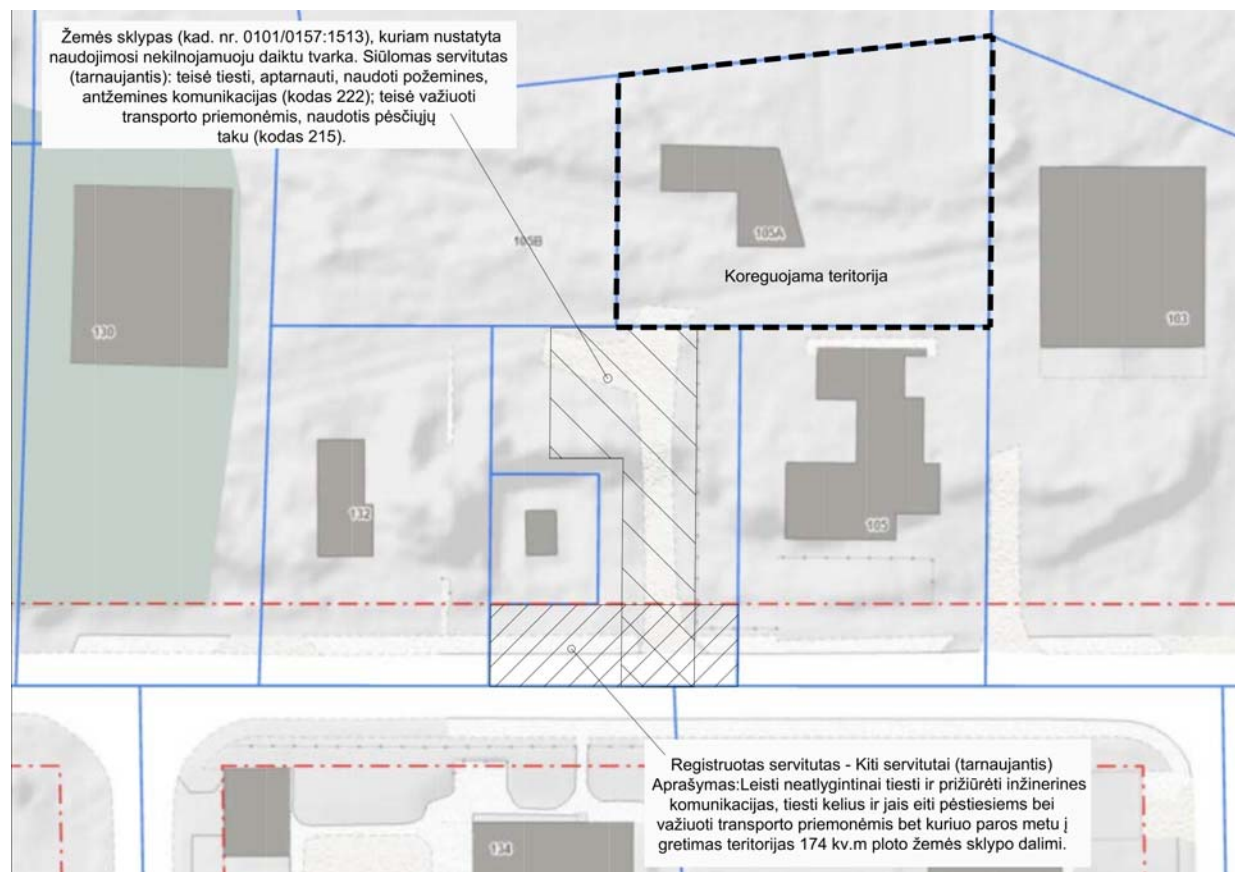 Žemės sklypas (kad. nr. 0101/0157:1513), kuriam nustatyta
naudojimosi nekilnojamuoju daiktu tvarka. Siūlomas servitutas
(tarnaujantis): teisė tiesti, aptarnauti, naudoti požemines,
antžemines komunikacijas (kodas 222); teisė važiuoti
transporto priemonėmis, naudotis pėsčiųjų
taku (kodas 215).
105B
105A
Koreguojama teritorija
103
130
132
105
Registruotas servitutas - Kiti servitutai (tarnaujantis)
Aprašymas:Leisti neatlygintinai tiesti ir prižiūrėti inžinerines
komunikacijas, tiesti kelius ir jais eiti pėstiesiems bei
važiuoti transporto priemonėmis bet kuriuo paros metu į
gretimas teritorijas 174 kv.m ploto žemės sklypo dalimi.
134